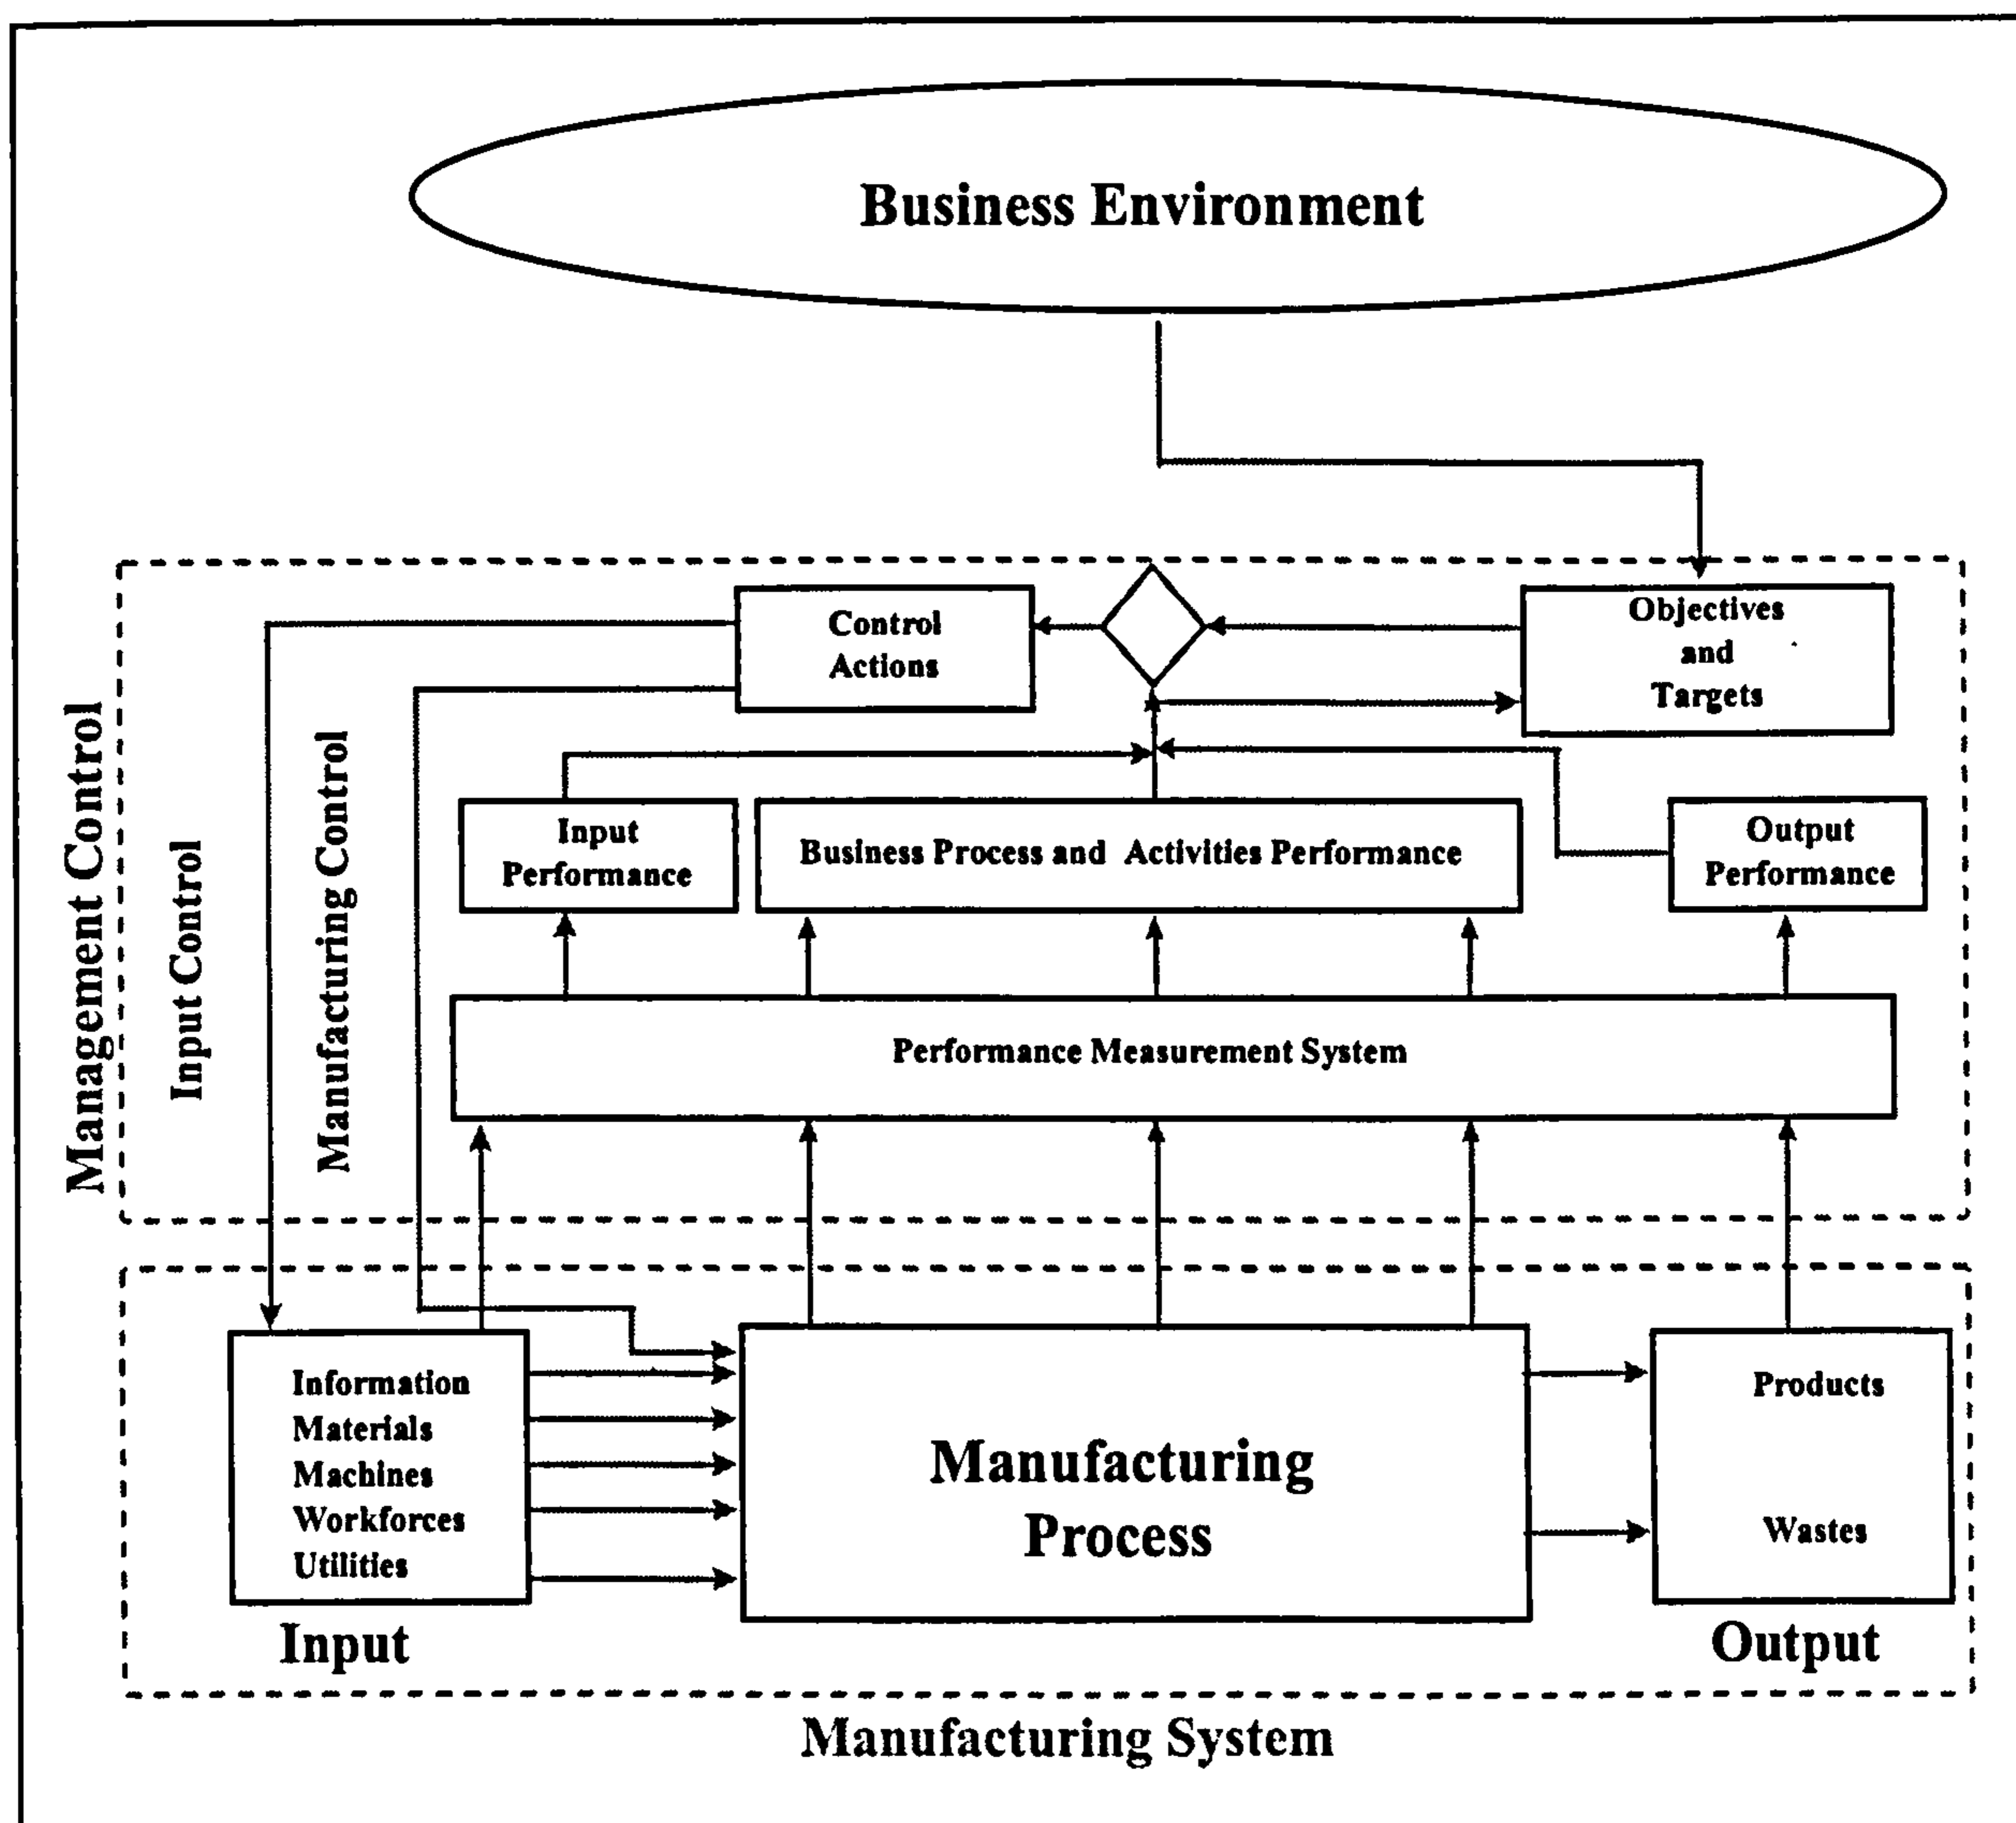 Business Environment
Control
Actions
Objectives
and
Targets
Management Control
Input Control
Manufacturing Control
Input
Performance
Business Process and Activities Performance
Output
Performance
Performance Measurement System
Information
Materials
Machines
Workforces
Utilities
Manufacturing
Process
Products
Wastes
Input
Output
Manufacturing System